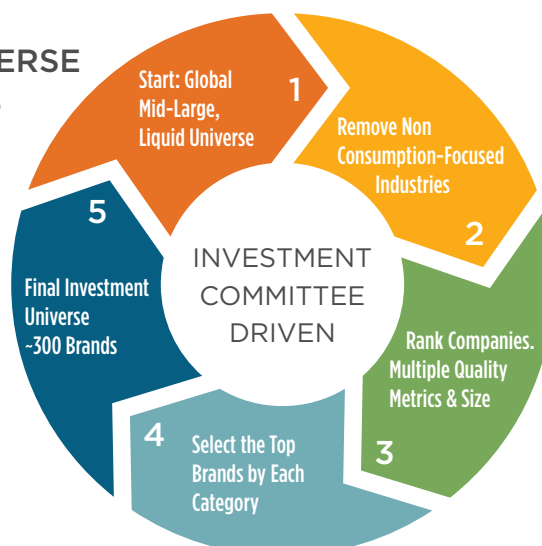 1
Start: Global
Mid-Large,
Liquid Universe
Remove Non
Consumption-Focused
Industries
2
Rank Companies.
Multiple Quality
Metrics & Size
3
4
Select the Top
Brands by Each
Category
5
Final Investment
Universe
~300 Brands
INVESTMENT
COMMITTEE
DRIVEN